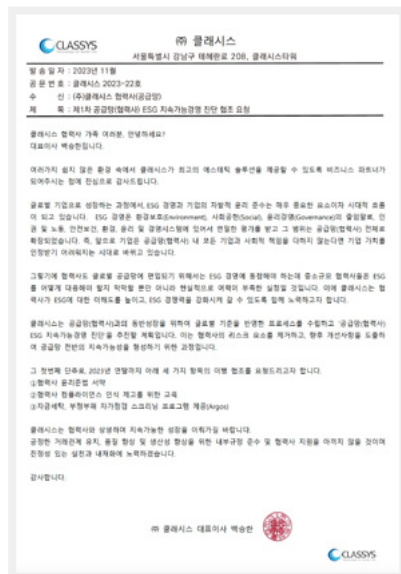 CLASSYS
㈜ 클래시스
서울특별시 강남구 테헤란로 208, 클래시스타워
발 송 일 자 : 2023년 11월
공 문 번 호 : 클래시스 2023-22호
수 신 : (주)클래시스 협력사(공급망)
제 목 : 제1차 공급망(협력사) ESG 지속가능경영 진단 협조 요청
클래시스 협력사 가족 여러분, 안녕하세요?
대표이사 백승한입니다.
여러가지 쉽지 않은 환경 속에서 클래시스가 최고의 에스테틱 솔루션을 제공할 수 있도록 비즈니스 파트너가
되어주시는 점에 진심으로 감사드립니다.
글로벌 기업으로 성장하는 과정에서, ESG 경영과 기업의 자발적 윤리 준수는 매우 중요한 요소이자 시대적 흐름
이 되고 있습니다. ESG 경영은 환경보호(Environment), 사회공헌(Social), 윤리경영(Governance)의 줄임말로, 인
권 및 노동, 안전보건, 환경, 윤리 및 경영시스템에 있어서 연일한 평가를 받고 그 범위는 공급망(협력사) 전체로
확장되었습니다. 즉, 앞으로 기업은 공급망(협력사) 내 모든 기업과 사회적 책임을 다하지 않는다면 기업 가치를
인정받기 어려워지는 시대로 바뀌고 있습니다.
그렇기에 협력사도 글로벌 공급망에 편입되기 위해서는 ESG 경영에 동참해야 하는데 중소규모 협력사들은 ESG
를 어떻게 대응해야 할지 막막할 뿐만 아니라 현실적으로 여력이 부족한 실정일 것입니다. 이에 클래시스는 협
력사가 ESG에 대한 이해도를 높이고, ESG 경쟁력을 강화시켜 갈 수 있도록 함께 노력하고자 합니다.
클래시스는 공급망(협력사)과의 동반성장을 위하여 글로벌 기준을 반영한 프로세스를 수립하고 '공급망(협력사)
ESG 지속가능경영 진단'을 추진할 계획입니다. 이는 협력사의 리스크 요소를 제거하고, 향후 개선사항을 도출하
여 공급망 전반의 지속가능성을 형성하기 위한 과정입니다.
그 첫번째 단추로, 2023년 연말까지 아래 세 가지 항목의 이행 협조를 요청드리고자 합니다.
①협력사 윤리준범 서약
②협력사 컴플라이언스 인식 제고를 위한 교육
③자금세탁, 부정부패 자가점검 스크리닝 프로그램 제공(Argos)
클래시스는 협력사와 상생하며 지속가능한 성장을 이뤄가길 바랍니다.
공정한 거래관계 유지, 품질 향상 및 생산성 향상을 위한 내부규정 준수 및 협력사 지원을 아끼지 않을 것이며
진정성 있는 실천과 내재화에 노력하겠습니다.
감사합니다.
㈜ 클래시스 대표이사 백승한
CLASSYS